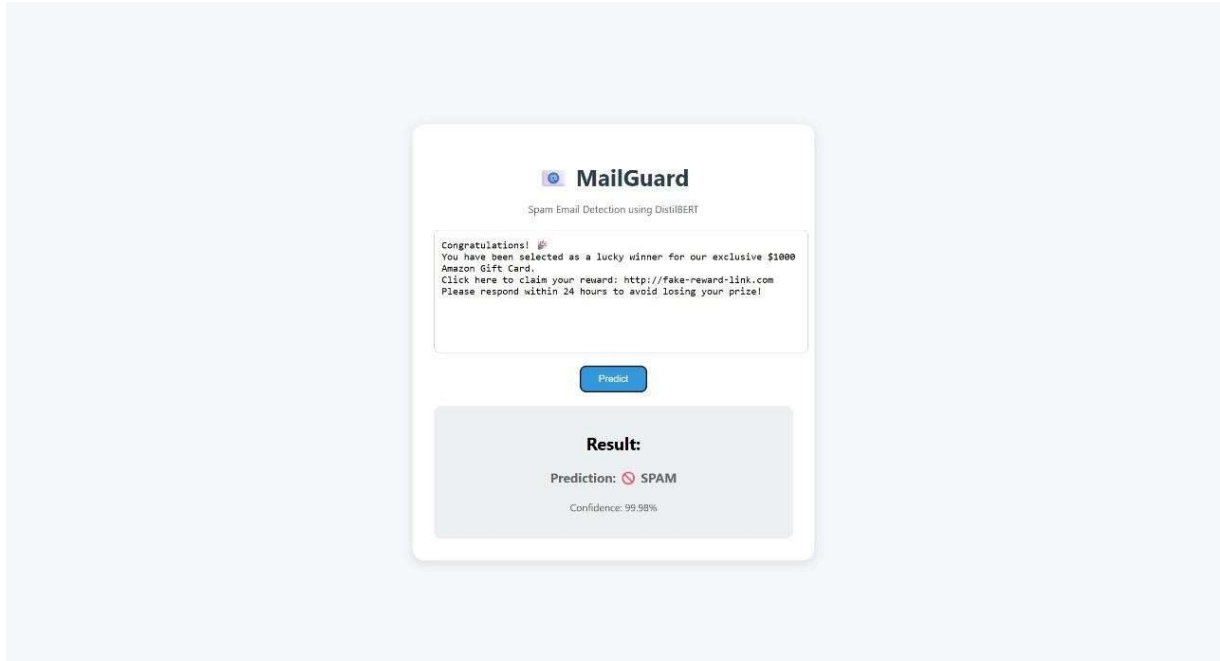 MailGuard
Spam Email Detection using DistilBERT
Congratulations! 🎉
You have been selected as a lucky winner for our exclusive $1000
Amazon Gift Card.
Click here to claim your reward: http://fake-reward-link.com
Please respond within 24 hours to avoid losing your prize!
Predict
Result:
Prediction: 🚫 SPAM
Confidence: 99.98%